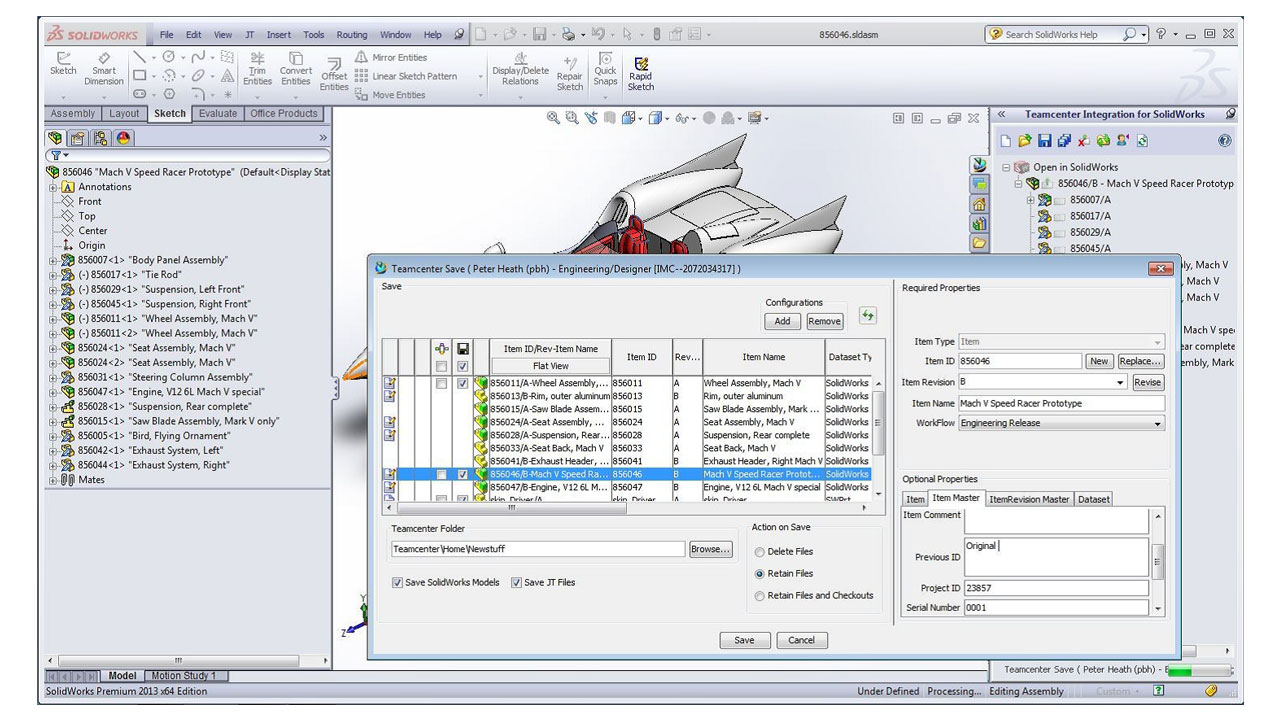 SOLIDWORKS File Edit View JT Insert Tools Routing Window Help 856046.sldasm Search SolidWorks Help
Sketch Smart Dimension Trim Entities Convert Entities Offset Entities Mirror Entities Linear Sketch Pattern Move Entities Display/Delete Relations Repair Sketch Quick Snaps Rapid Sketch
Assembly Layout Sketch Evaluate Office Products
856046 "Mach V Speed Racer Prototype" (Default<Display Stat
Annotations
Front
Top
Center
Origin
856007<1> "Body Panel Assembly"
(-) 856017<1> "Tie Rod"
(-) 856029<1> "Suspension, Left Front"
(-) 856045<1> "Suspension, Right Front"
(-) 856011<1> "Wheel Assembly, Mach V"
(-) 856011<2> "Wheel Assembly, Mach V"
856024<1> "Seat Assembly, Mach V"
856024<2> "Seat Assembly, Mach V"
856031<1> "Steering Column Assembly"
856047<1> "Engine, V12 6L Mach V special"
856028<1> "Suspension, Rear complete"
856015<1> "Saw Blade Assembly, Mark V only"
856005<1> "Bird, Flying Ornament"
856042<1> "Exhaust System, Left"
856044<1> "Exhaust System, Right"
Mates
Teamcenter Integration for SolidWorks
Open in SolidWorks
856046/B - Mach V Speed Racer Prototyp
856007/A
856017/A
856029/A
856045/A
ly, Mach V
, Mach V
, Mach V
Mach V spe
ear complete
embly, Mark
Teamcenter Save ( Peter Heath (pbh) - Engineering/Designer [IMC--2072034317] )
Save
Configurations
Add Remove
Item ID/Rev-Item Name Item ID Rev... Item Name Dataset Ty
Flat View
856011/A-Wheel Assembly,... 856011 A Wheel Assembly, Mach V SolidWorks
856013/B-Rim, outer aluminum 856013 B Rim, outer aluminum SolidWorks
856015/A-Saw Blade Assem... 856015 A Saw Blade Assembly, Mark ... SolidWorks
856024/A-Seat Assembly, ... 856024 A Seat Assembly, Mach V SolidWorks
856028/A-Suspension, Rear... 856028 A Suspension, Rear complete SolidWorks
856033/A-Seat Back, Mach V 856033 A Seat Back, Mach V SolidWorks
856041/B-Exhaust Header, ... 856041 B Exhaust Header, Right Mach V SolidWorks
856046/B-Mach V Speed Ra... 856046 B Mach V Speed Racer Protot... SolidWorks
856047/B-Engine, V12 6L M... 856047 B Engine, V12 6L Mach V special SolidWorks
skin_Driver/A skin_Driver A skin_Driver SWPrt
Teamcenter Folder
Teamcenter\Home\Newstuff Browse...
Save SolidWorks Models Save JT Files
Action on Save
Delete Files
Retain Files
Retain Files and Checkouts
Save Cancel
Required Properties
Item Type Item
Item ID 856046 New Replace...
Item Revision B Revise
Item Name Mach V Speed Racer Prototype
WorkFlow Engineering Release
Optional Properties
Item Item Master ItemRevision Master Dataset
Item Comment
Previous ID Original
Project ID 23857
Serial Number 0001
Y
Z
Model Motion Study 1
Teamcenter Save ( Peter Heath (pbh) - E
SolidWorks Premium 2013 x64 Edition Under Defined Processing... Editing Assembly Custom